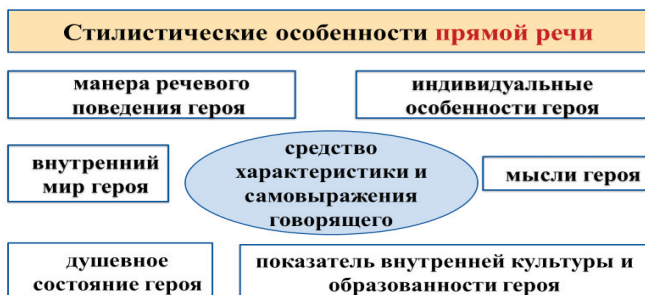 Стилистические особенности прямой речи
манера речевого
поведения героя
индивидуальные
особенности героя
внутренний
мир героя
средство
характеристики и
самовыражения
говорящего
мысли героя
душевное
состояние героя
показатель внутренней культуры и
образованности героя